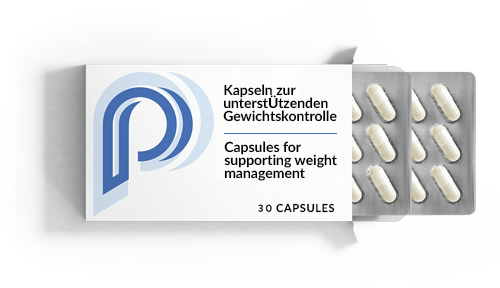 Kapseln zur
unterstÜtzenden
Gewichtskontrolle
Capsules for
supporting weight
management
30 CAPSULES